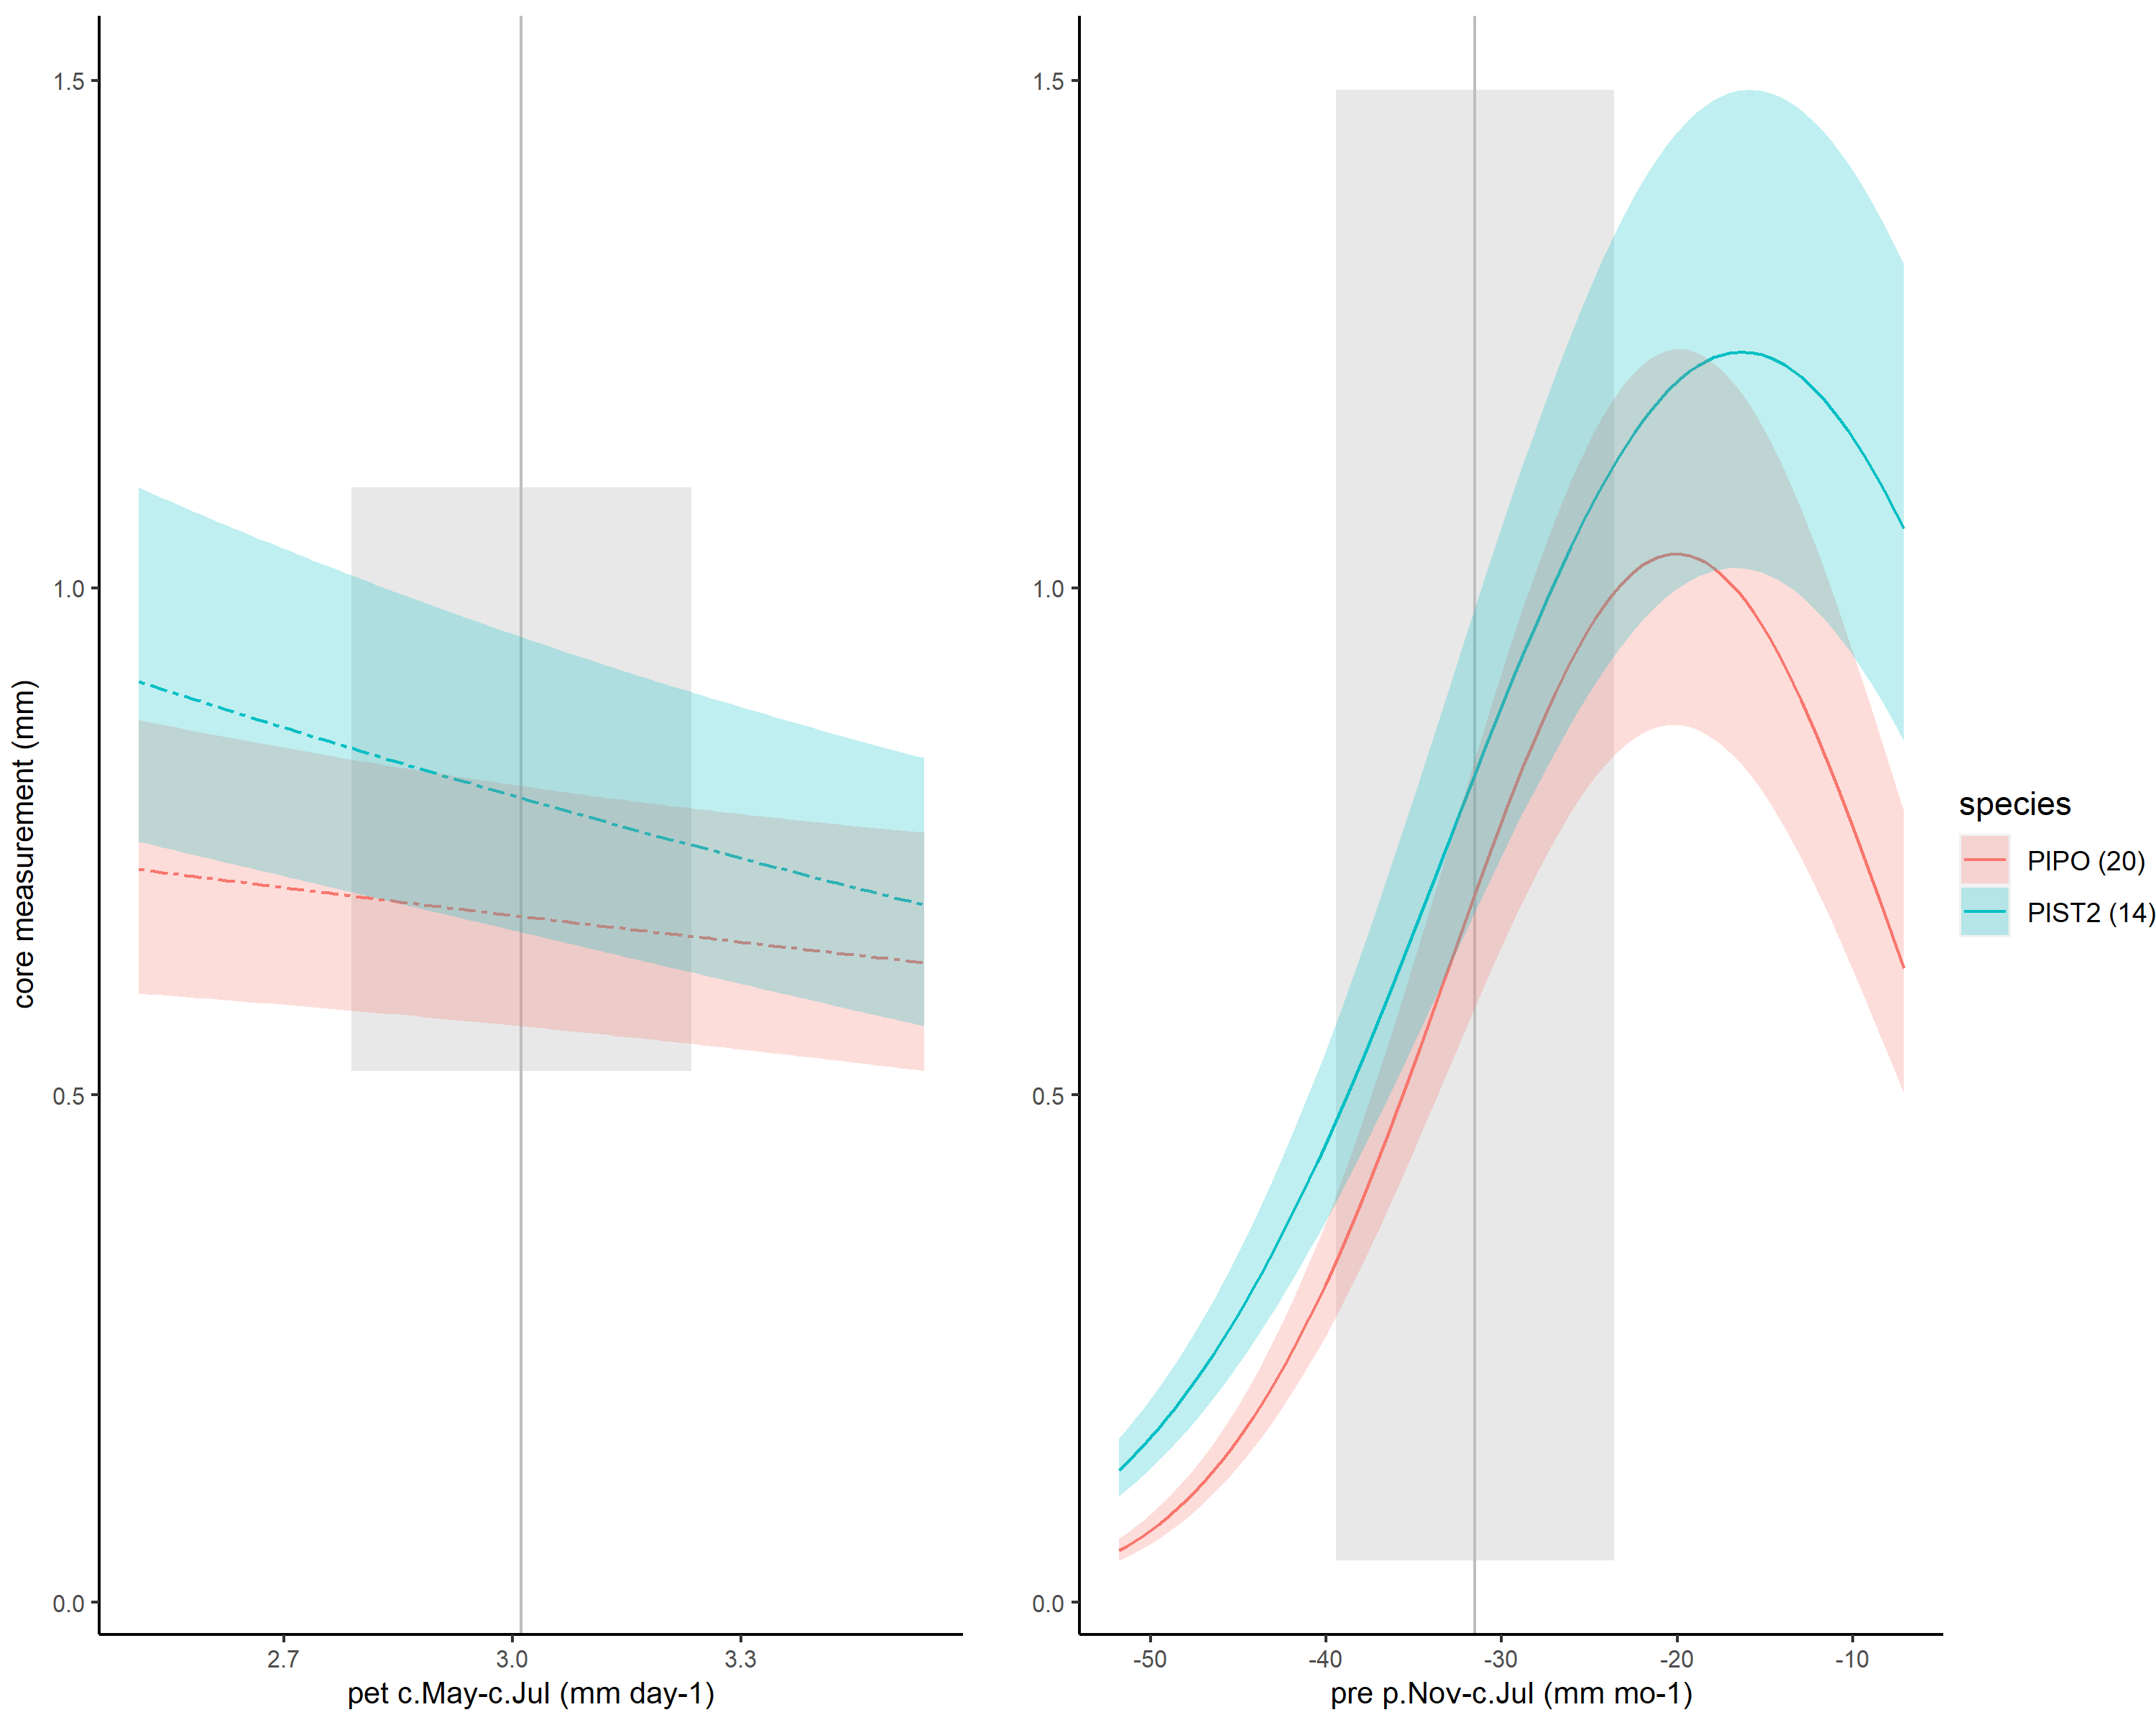 core measurement (mm)
1.5
1.0
0.5
0.0
2.7 3.0 3.3
pet c.May-c.Jul (mm day-1)
1.5
1.0
0.5
0.0
-50 -40 -30 -20 -10
pre p.Nov-c.Jul (mm mo-1)
species
PIPO (20)
PIST2 (14)